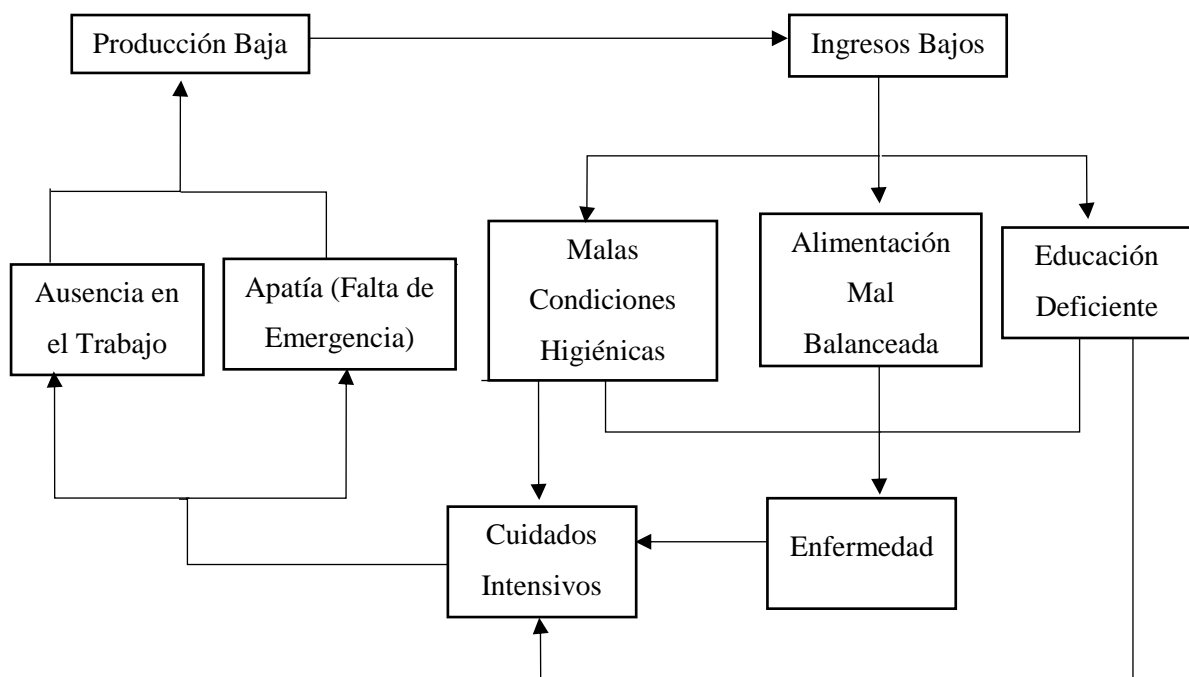 Producción Baja
Ingresos Bajos
Ausencia en
el Trabajo
Apatía (Falta de
Emergencia)
Malas
Condiciones
Higiénicas
Alimentación
Mal
Balanceada
Educación
Deficiente
Cuidados
Intensivos
Enfermedad